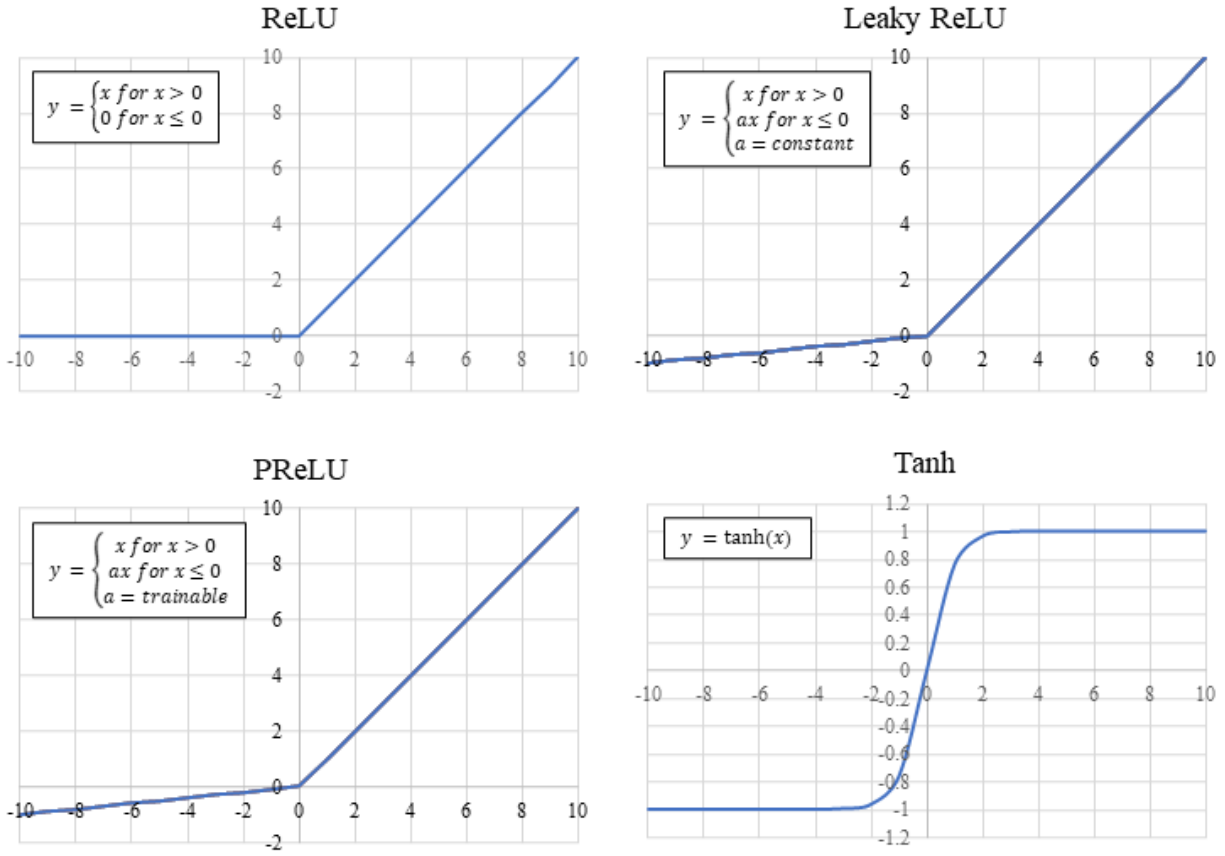 ReLU
y = {x for x > 0
0 for x ≤ 0
10
8
6
4
2
0
-10 -8 -6 -4 -2 0 2 4 6 8 10
-2
Leaky ReLU
y = { x for x > 0
ax for x ≤ 0
a = constant
10
8
6
4
2
0
-10 -8 -6 -4 -2 0 2 4 6 8 10
-2
PReLU
y = { x for x > 0
ax for x ≤ 0
a = trainable
10
8
6
4
2
0
-10 -8 -6 -4 -2 0 2 4 6 8 10
-2
Tanh
y = tanh(x)
1.2
1
0.8
0.6
0.4
0.2
0
-10 -8 -6 -4 -2 0 2 4 6 8 10
-0.2
-0.4
-0.6
-0.8
-1
-1.2